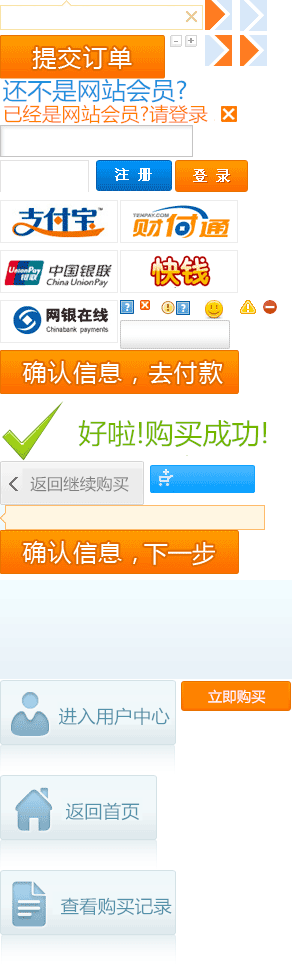 提交订单
还不是网站会员?
已经是网站会员?请登录
注 册
登 录
支付宝™
TENPAY.COM
财付通
UnionPay
银联
中国银联
China UnionPay
快钱
网银在线
Chinabank payments
确认信息，去付款
好啦!购买成功!
返回继续购买
确认信息，下一步
立即购买
进入用户中心
返回首页
查看购买记录